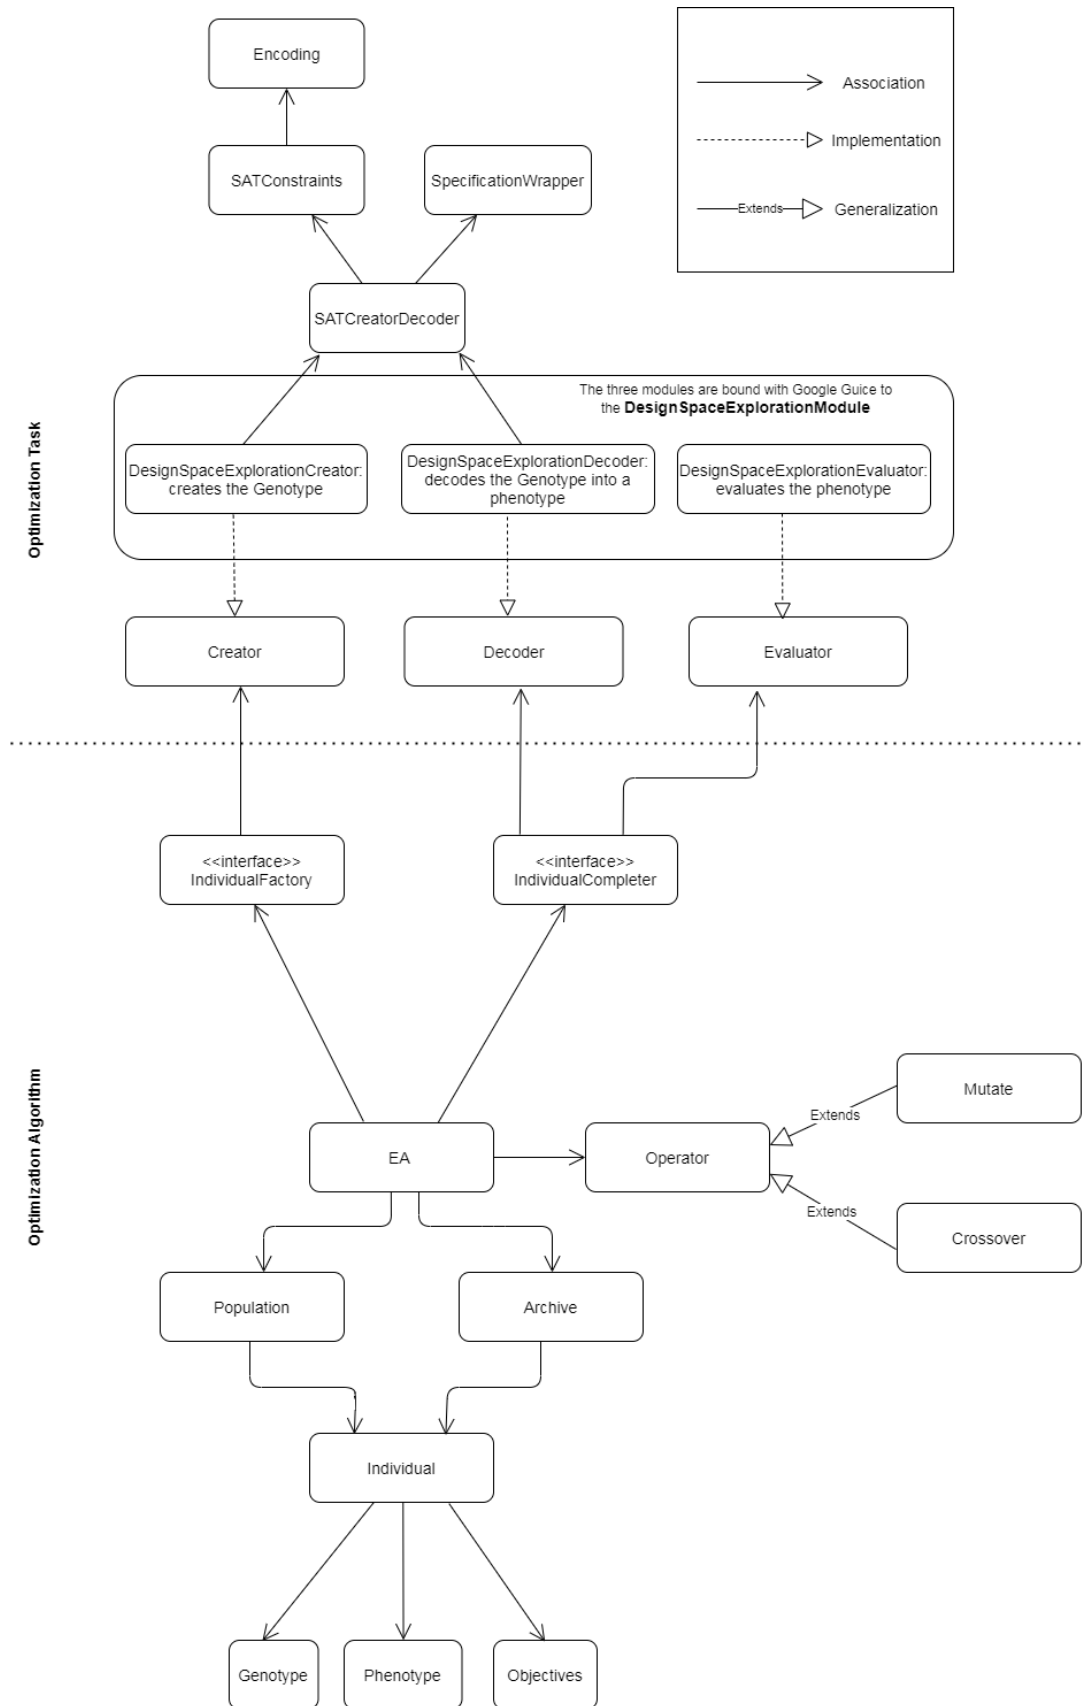 Encoding
Association
Implementation
Extends
Generalization
SATConstraints
SpecificationWrapper
SATCreatorDecoder
The three modules are bound with Google Guice to
the DesignSpaceExplorationModule
Optimization Task
DesignSpaceExplorationCreator:
creates the Genotype
DesignSpaceExplorationDecoder:
decodes the Genotype into a
phenotype
DesignSpaceExplorationEvaluator:
evaluates the phenotype
Creator
Decoder
Evaluator
<<interface>>
IndividualFactory
<<interface>>
IndividualCompleter
Optimization Algorithm
Mutate
Extends
EA
Operator
Extends
Crossover
Population
Archive
Individual
Genotype
Phenotype
Objectives